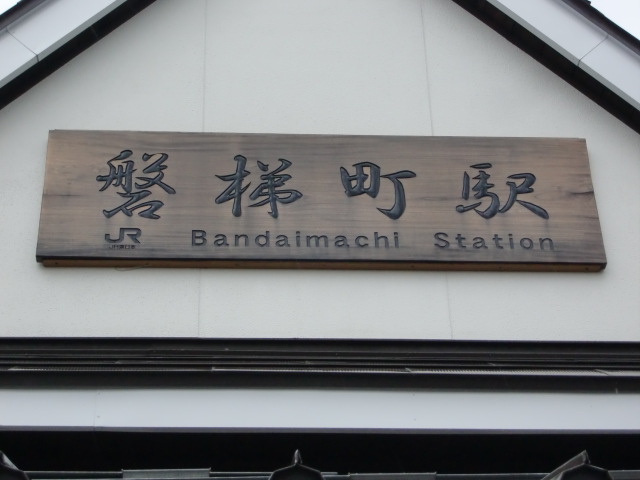 磐梯町駅
JR
Bandaimachi Station